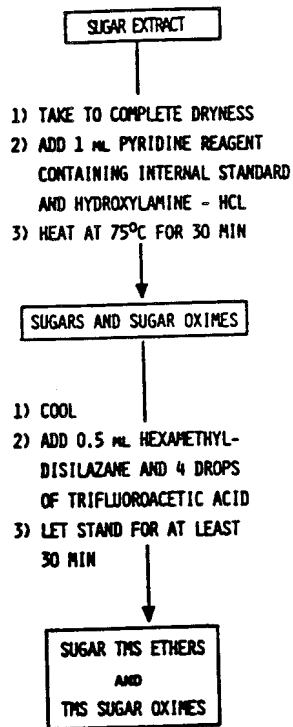 SUGAR EXTRACT
1) TAKE TO COMPLETE DRYNESS
2) ADD 1 ML PYRIDINE REAGENT
CONTAINING INTERNAL STANDARD
AND HYDROXYLAMINE - HCL
3) HEAT AT 75°C FOR 30 MIN
SUGARS AND SUGAR OXIMES
1) COOL
2) ADD 0.5 ML HEXAMETHYL-
DISILAZANE AND 4 DROPS
OF TRIFLUOROACETIC ACID
3) LET STAND FOR AT LEAST
30 MIN
SUGAR TMS ETHERS
AND
TMS SUGAR OXIMES